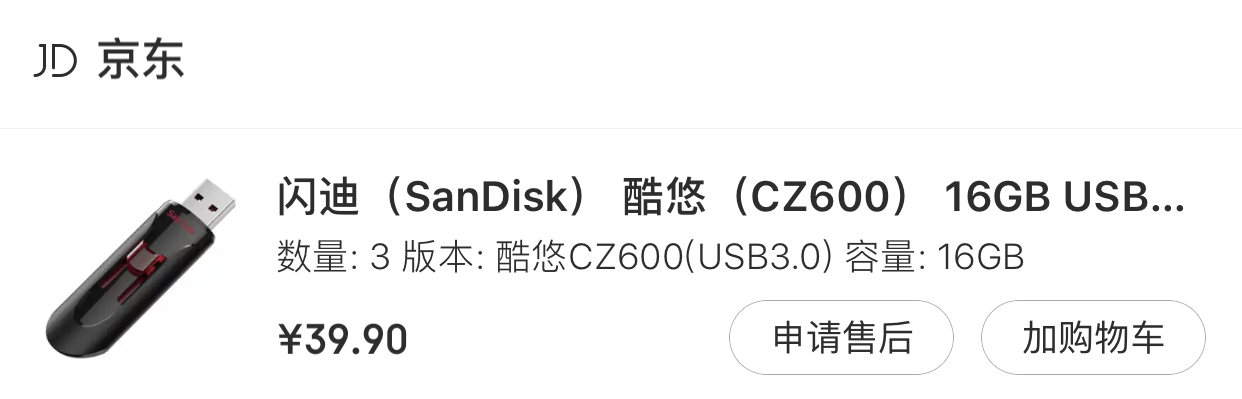 JD 京东
闪迪（SanDisk） 酷悠（CZ600） 16GB USB...
SanDisk
数量: 3 版本: 酷悠CZ600(USB3.0) 容量: 16GB
¥39.90 申请售后 加购物车